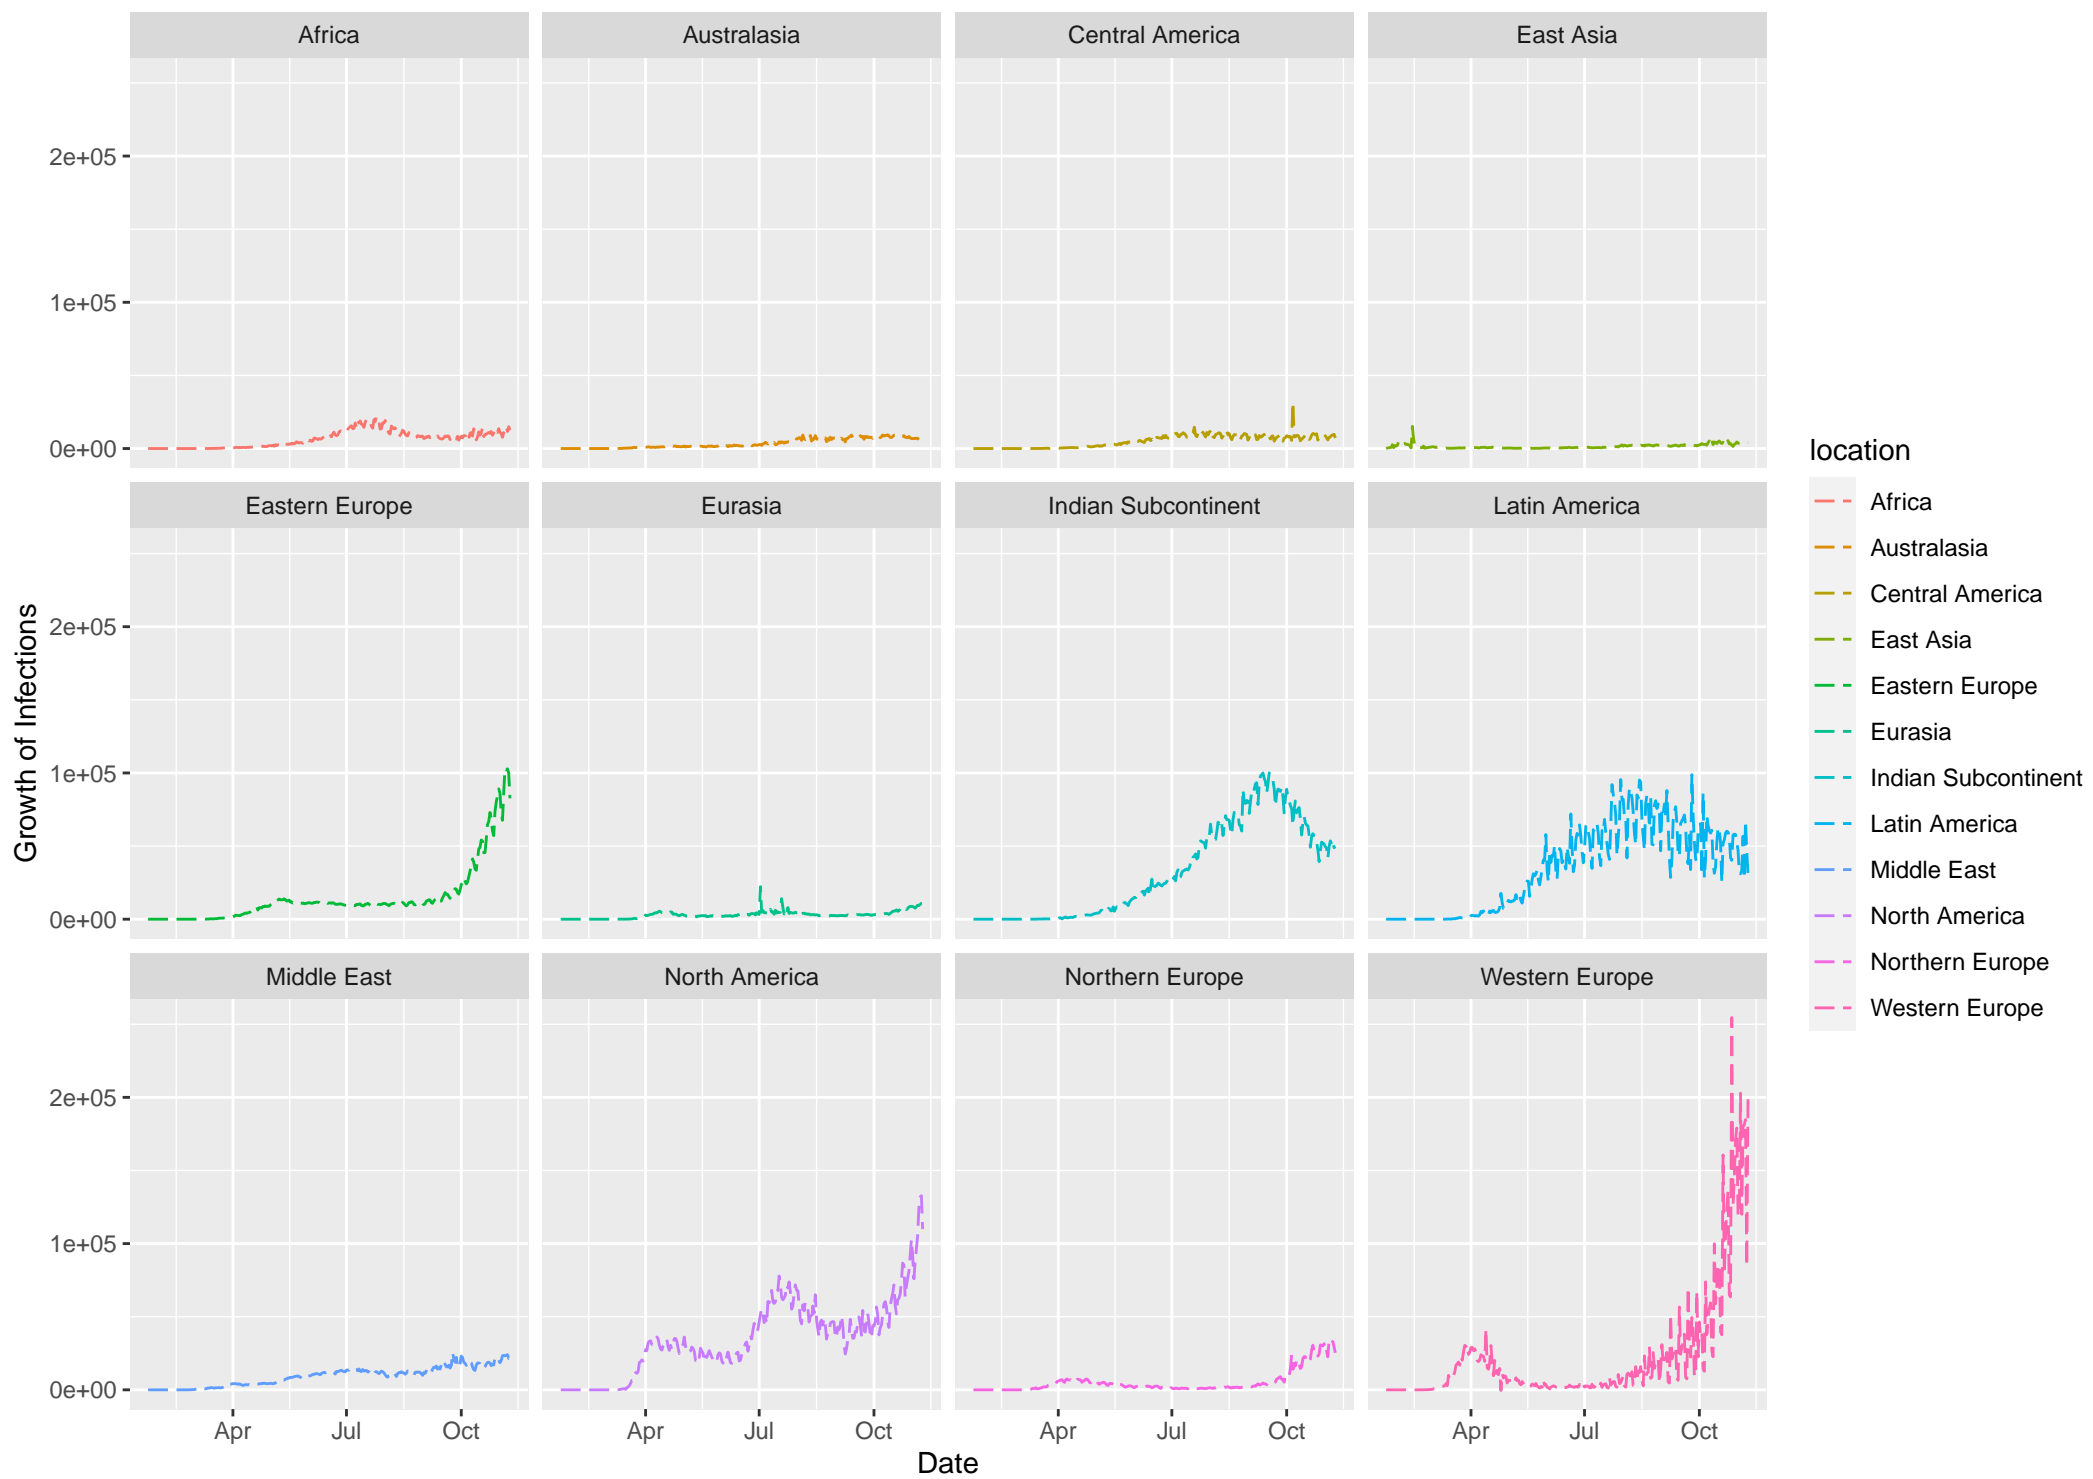 Africa
Australasia
Central America
East Asia
2e+05
1e+05
0e+00
Eastern Europe
Eurasia
Indian Subcontinent
Latin America
2e+05
1e+05
0e+00
Middle East
North America
Northern Europe
Western Europe
2e+05
1e+05
0e+00
Apr Jul Oct
Apr Jul Oct
Apr Jul Oct
Apr Jul Oct
Date
Growth of Infections
location
Africa
Australasia
Central America
East Asia
Eastern Europe
Eurasia
Indian Subcontinent
Latin America
Middle East
North America
Northern Europe
Western Europe